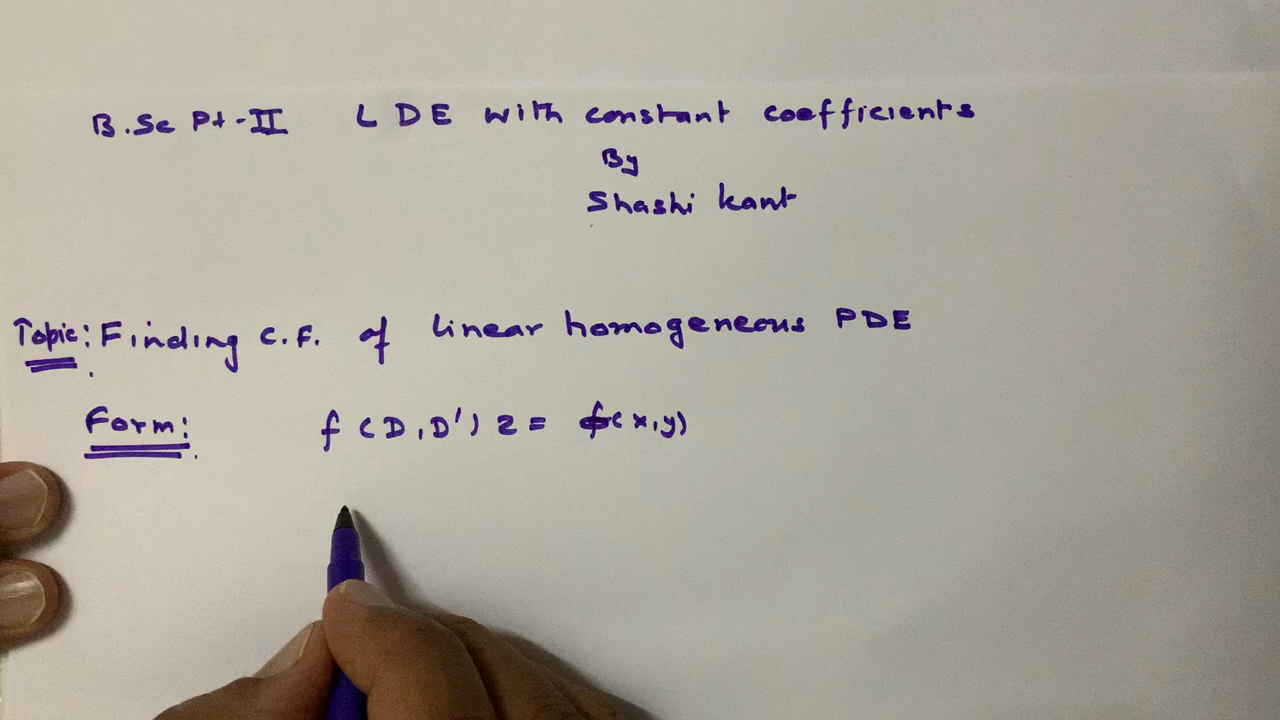 B.Sc Pt-II LDE with constant coefficients
By
Shashi kant
Topic: Finding C.F. of linear homogeneous PDE
Form: f(D,D')z = ϕ(x,y)